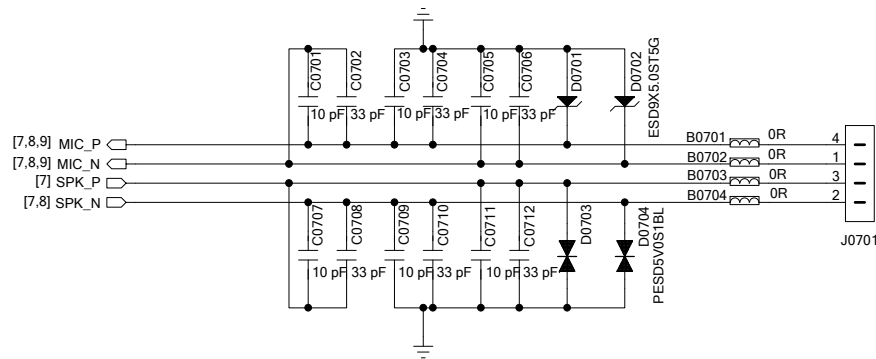 C0701
C0702
C0703
C0704
C0705
C0706
D0701
D0702
ESD9X5.0ST5G
10 pF
33 pF
10 pF
33 pF
10 pF
33 pF
[7,8,9] MIC_P
B0701
0R
4
[7,8,9] MIC_N
B0702
0R
1
[7] SPK_P
B0703
0R
3
[7,8] SPK_N
B0704
0R
2
J0701
C0707
C0708
C0709
C0710
C0711
C0712
D0703
D0704
PESD5V0S1BL
10 pF
33 pF
10 pF
33 pF
10 pF
33 pF